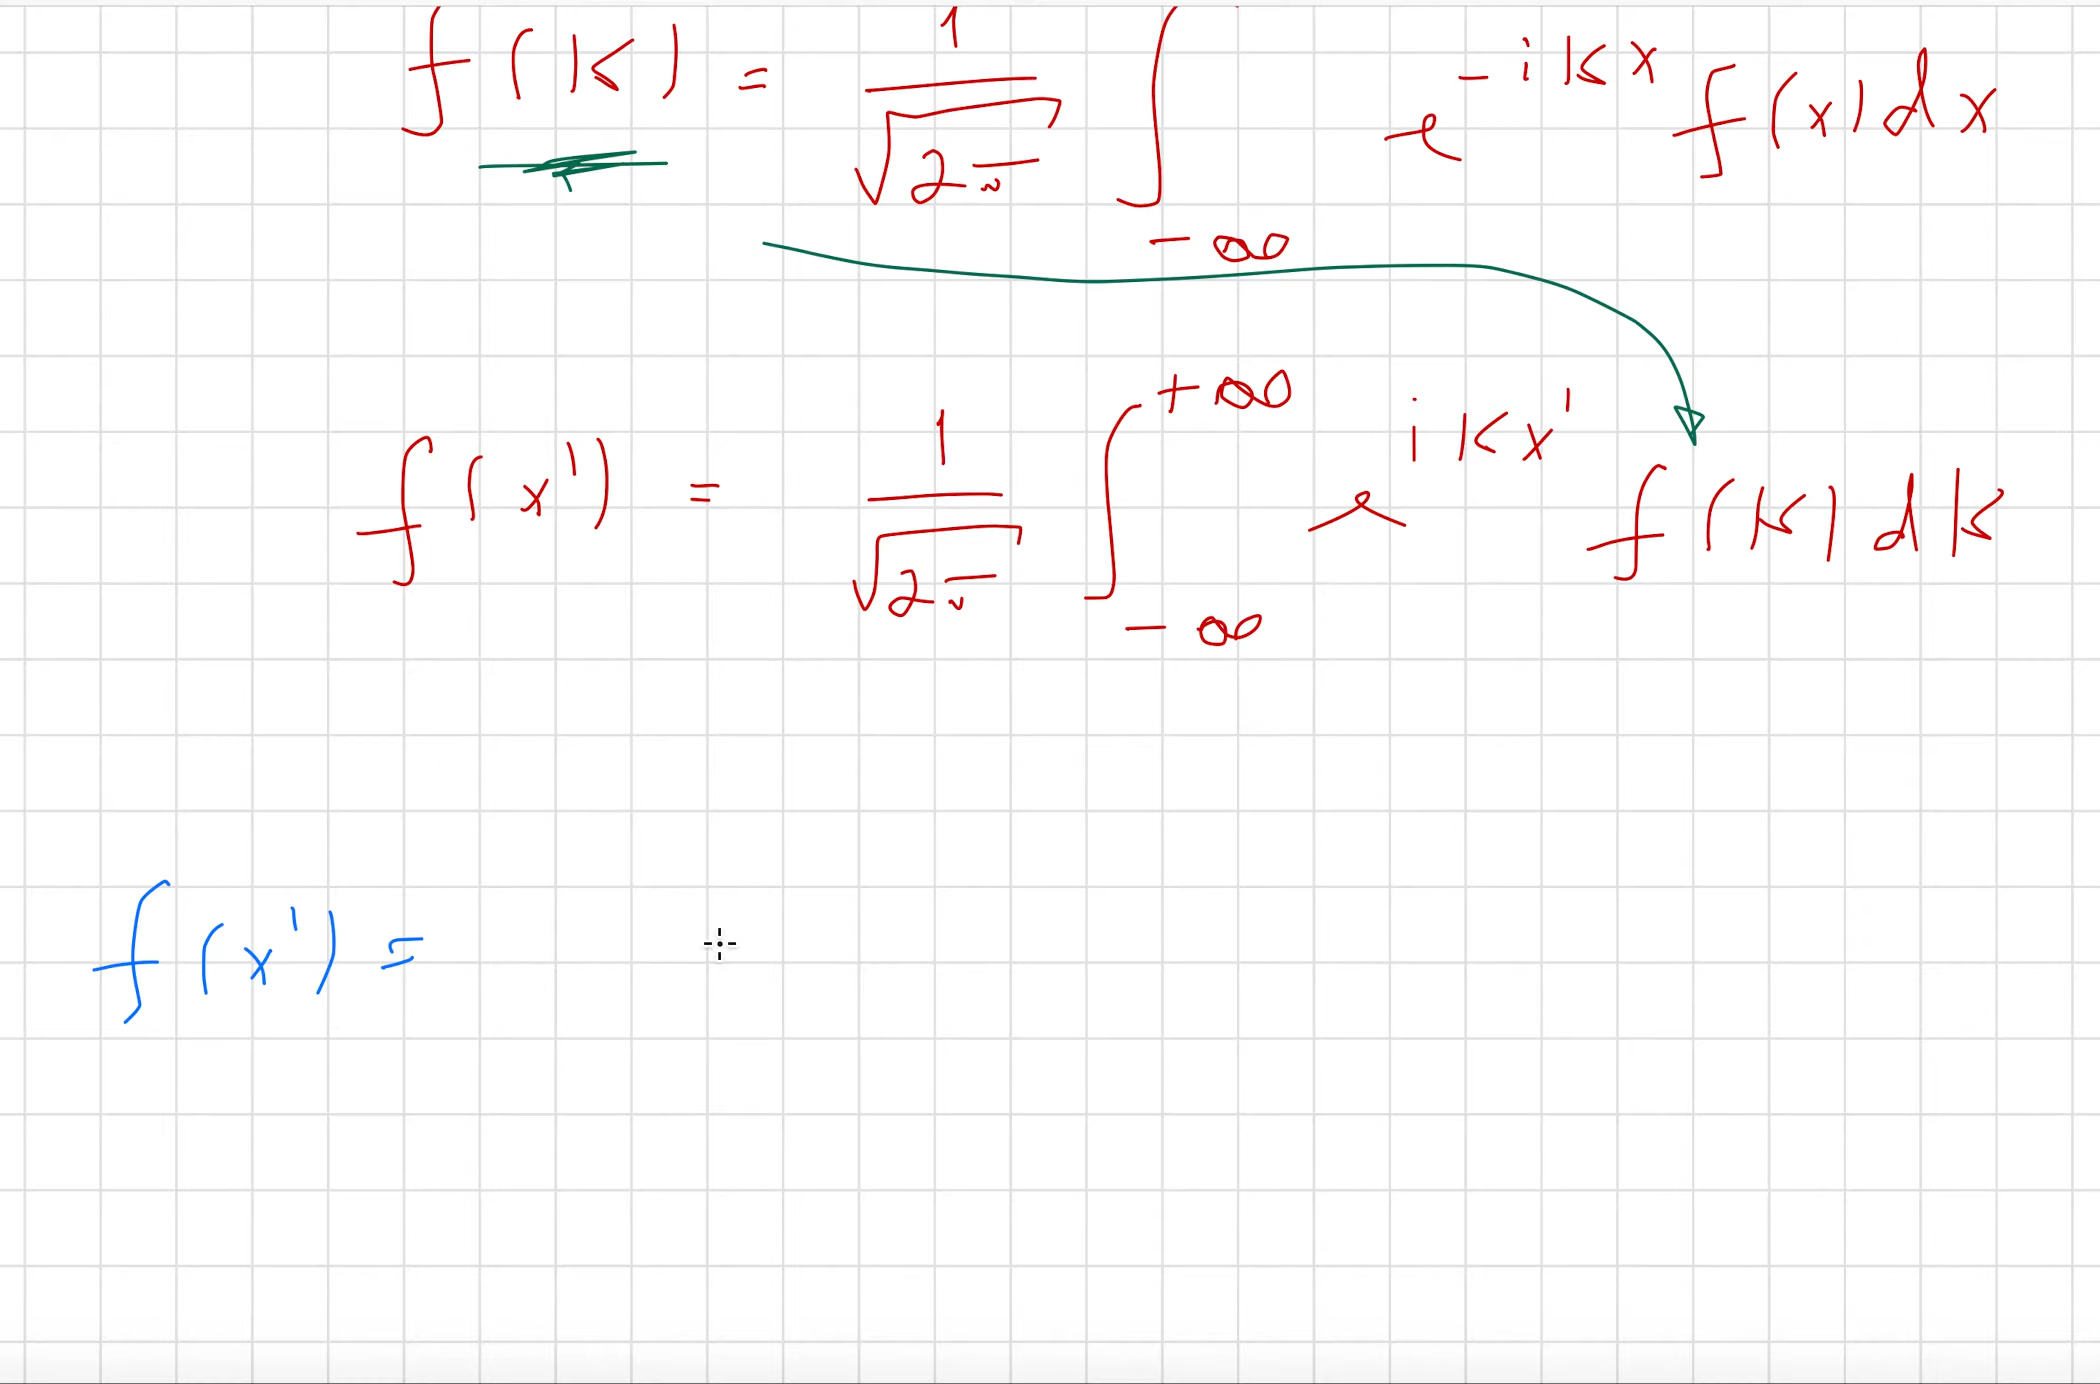 f(k) = 1/√2π ∫_{-∞} e^{-ikx} f(x) dx
f(x') = 1/√2π ∫_{-∞}^{+∞} e^{ikx'} f(k) dk
f(x') =